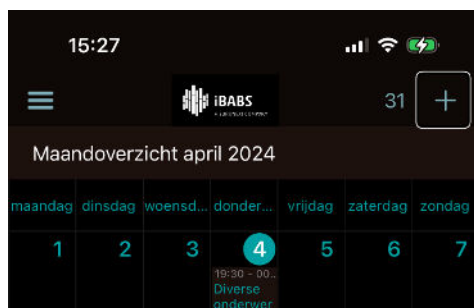 15:27
iBABS
31 +
Maandoverzicht april 2024
maandag dinsdag woensd... donder... vrijdag zaterdag zondag
1 2 3 4 5 6 7
19:30 - 00..
Diverse
onderwer